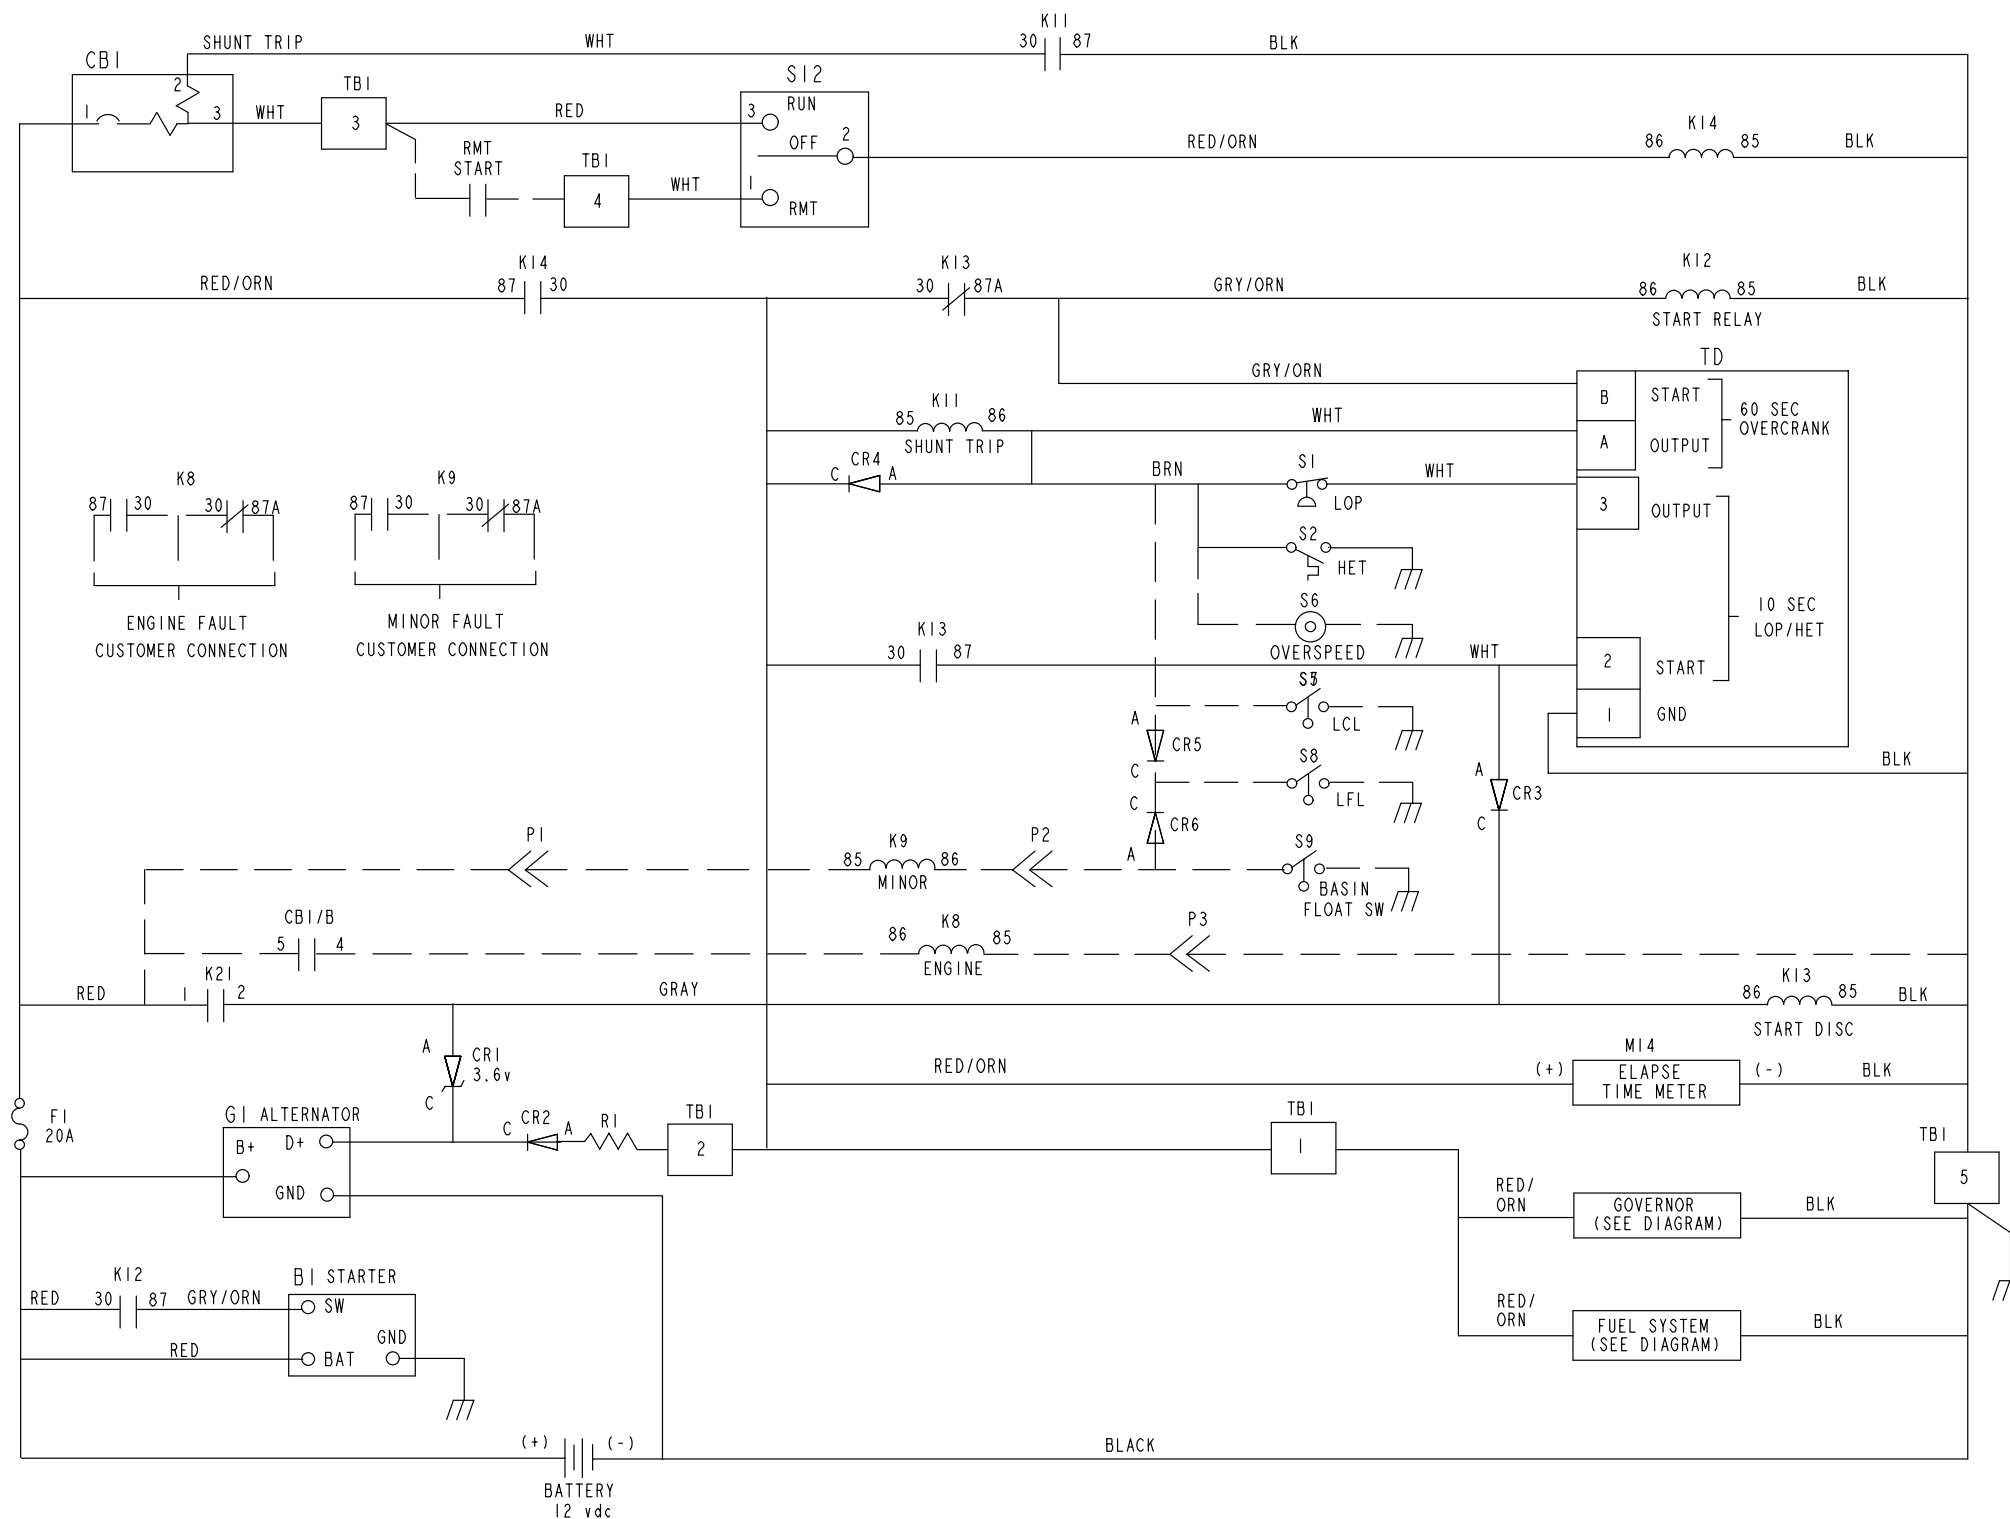 K11
SHUNT TRIP WHT 30 87 BLK
CB1
2
1 3
WHT
TB1
3
RED
S12
3 RUN
OFF 2
1 RMT
RMT
START
TB1
4
WHT
RED/ORN
K14
86 85 BLK
RED/ORN
K14
87 30
K13
30 87A
GRY/ORN
K12
86 85 BLK
START RELAY
TD
GRY/ORN
B START
A OUTPUT
60 SEC
OVERCRANK
K11
85 86
SHUNT TRIP
WHT
CR4
C A
BRN
S1
LOP
WHT
3 OUTPUT
S2
HET
10 SEC
LOP/HET
S6
OVERSPEED
K8
87 30 30 87A
ENGINE FAULT
CUSTOMER CONNECTION
K9
87 30 30 87A
MINOR FAULT
CUSTOMER CONNECTION
K13
30 87
WHT
2 START
1 GND
BLK
LCL
A
CR5
C
S8
LFL
C
CR6
A
A
CR3
C
P1
K9
85 86
MINOR
P2
S9
BASIN
FLOAT SW
CB1/B
5 4
K8
86 85
ENGINE
P3
RED
K21
1 2
GRAY
K13
86 85 BLK
START DISC
A
CR1
3.6v
C
RED/ORN
M14
(+) ELAPSE
TIME METER (-) BLK
F1
20A
G1 ALTERNATOR
B+ D+
GND
CR2
C A
R1
TB1
2
TB1
1
TB1
5
RED/
ORN
GOVERNOR
(SEE DIAGRAM)
BLK
K12
RED 30 87 GRY/ORN
B1 STARTER
SW
GND
RED
BAT
RED/
ORN
FUEL SYSTEM
(SEE DIAGRAM)
BLK
(+) (-)
BLACK
BATTERY
12 vdc